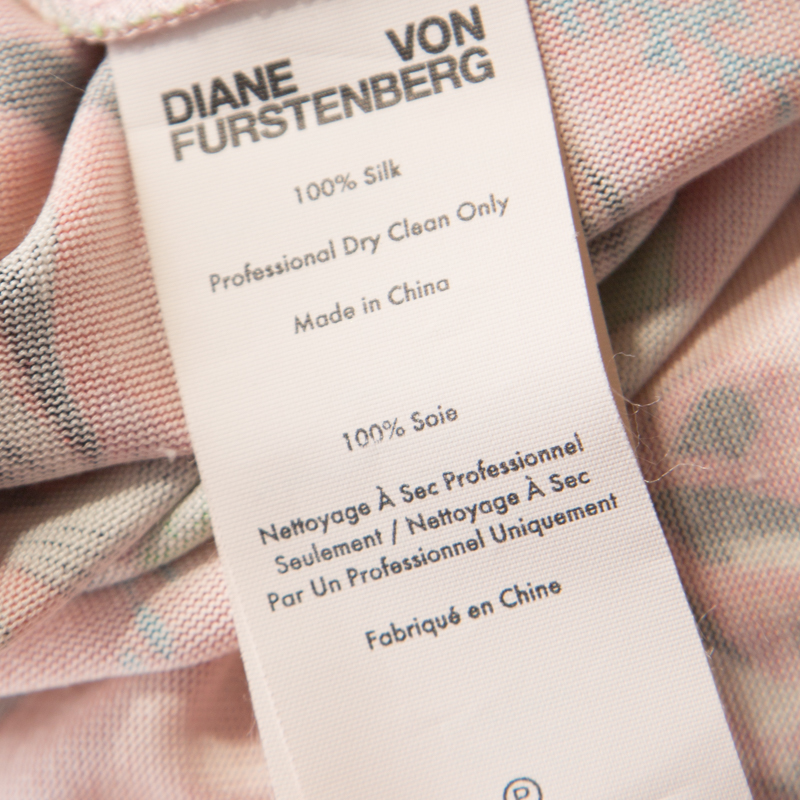 DIANE VON
FURSTENBERG
100% Silk
Professional Dry Clean Only
Made in China
100% Soie
Nettoyage À Sec Professionnel
Seulement / Nettoyage À Sec
Par Un Professionnel Uniquement
Fabriqué en Chine
Ⓟ